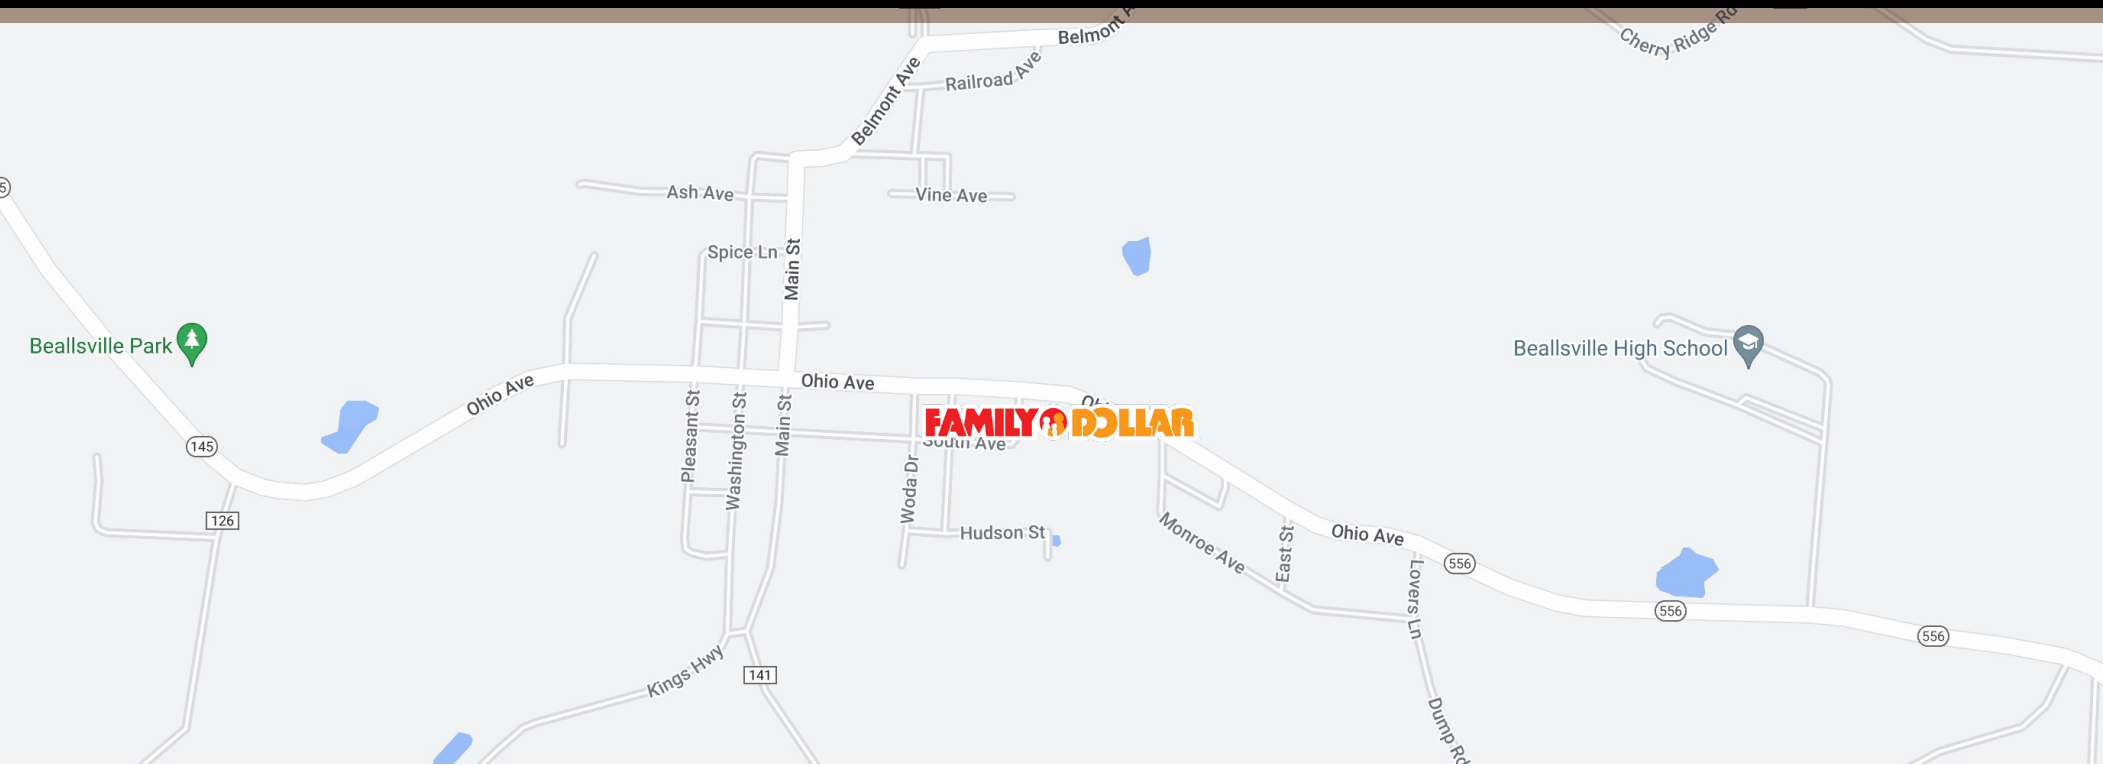 Belmont A
Cherry Ridge Rd
Belmont Ave
Railroad Ave
Ash Ave
Vine Ave
5
Spice Ln
Main St
Beallsville Park
Beallsville High School
Ohio Ave
Ohio Ave
Ohi
FAMILY DOLLAR
South Ave
Pleasant St
Washington St
Main St
145
Woda Dr
126
Hudson St
Monroe Ave
East St
Ohio Ave
556
Lovers Ln
556
556
Kings Hwy
141
Dump Rd